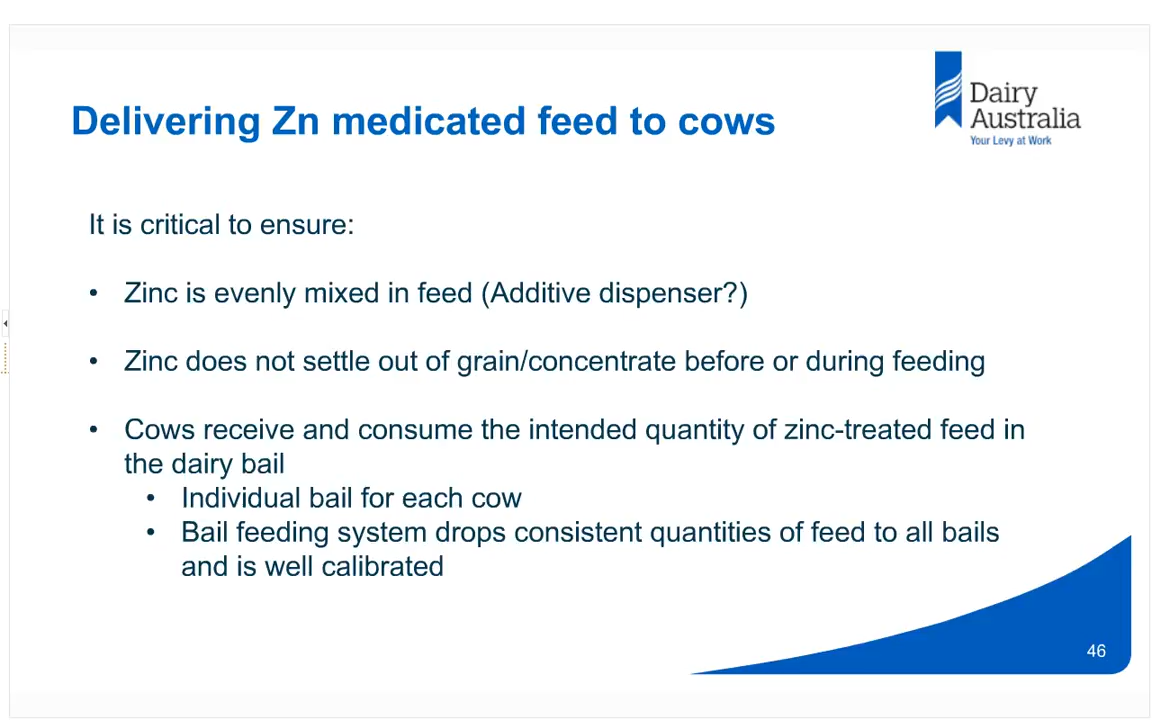 Delivering Zn medicated feed to cows
Dairy
Australia
Your Levy at Work
It is critical to ensure:
• Zinc is evenly mixed in feed (Additive dispenser?)
• Zinc does not settle out of grain/concentrate before or during feeding
• Cows receive and consume the intended quantity of zinc-treated feed in
the dairy bail
• Individual bail for each cow
• Bail feeding system drops consistent quantities of feed to all bails
and is well calibrated
46